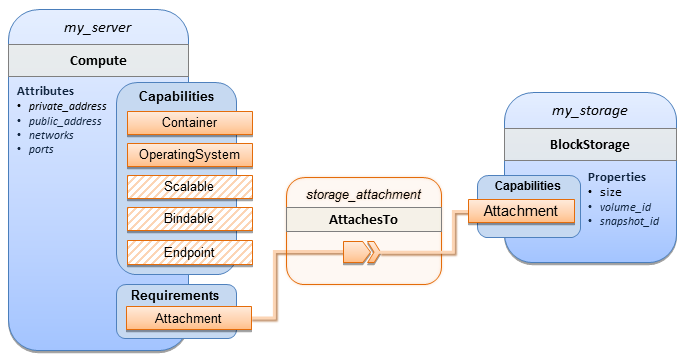 my_server
Compute
Attributes
• private_address
• public_address
• networks
• ports
Capabilities
Container
OperatingSystem
Scalable
Bindable
Endpoint
Requirements
Attachment
storage_attachment
AttachesTo
my_storage
BlockStorage
Capabilities
Attachment
Properties
• size
• volume_id
• snapshot_id